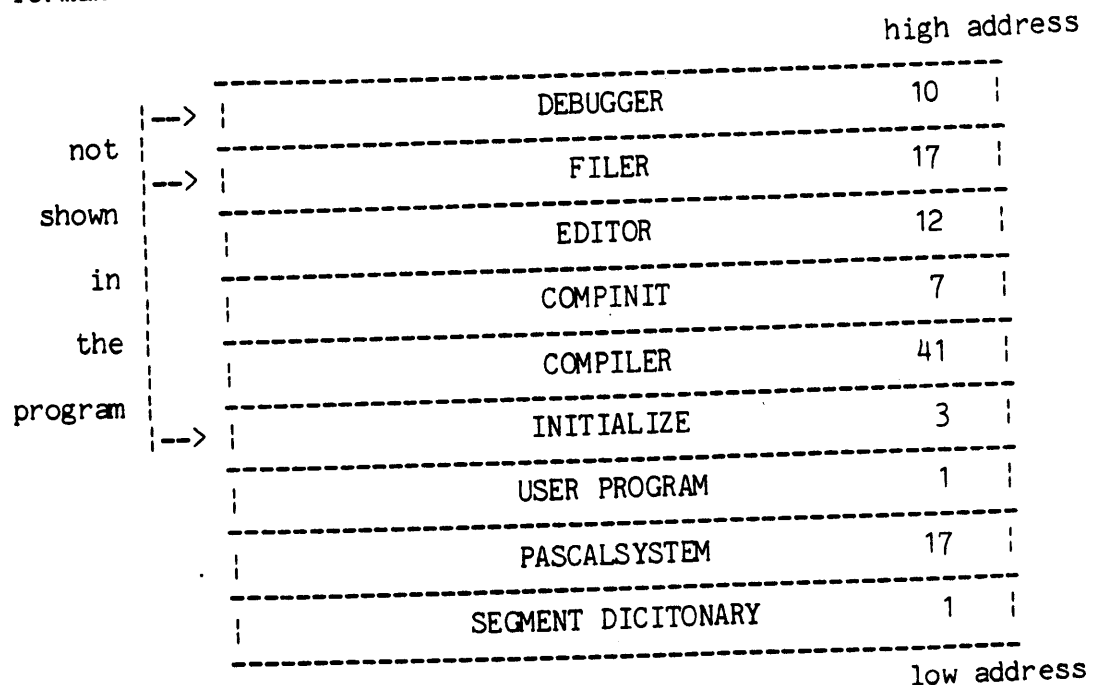 high address
DEBUGGER 10
not
FILER 17
shown
EDITOR 12
in
COMPINIT 7
the
COMPILER 41
program
INITIALIZE 3
USER PROGRAM 1
PASCALSYSTEM 17
SEGMENT DICITONARY 1
low address